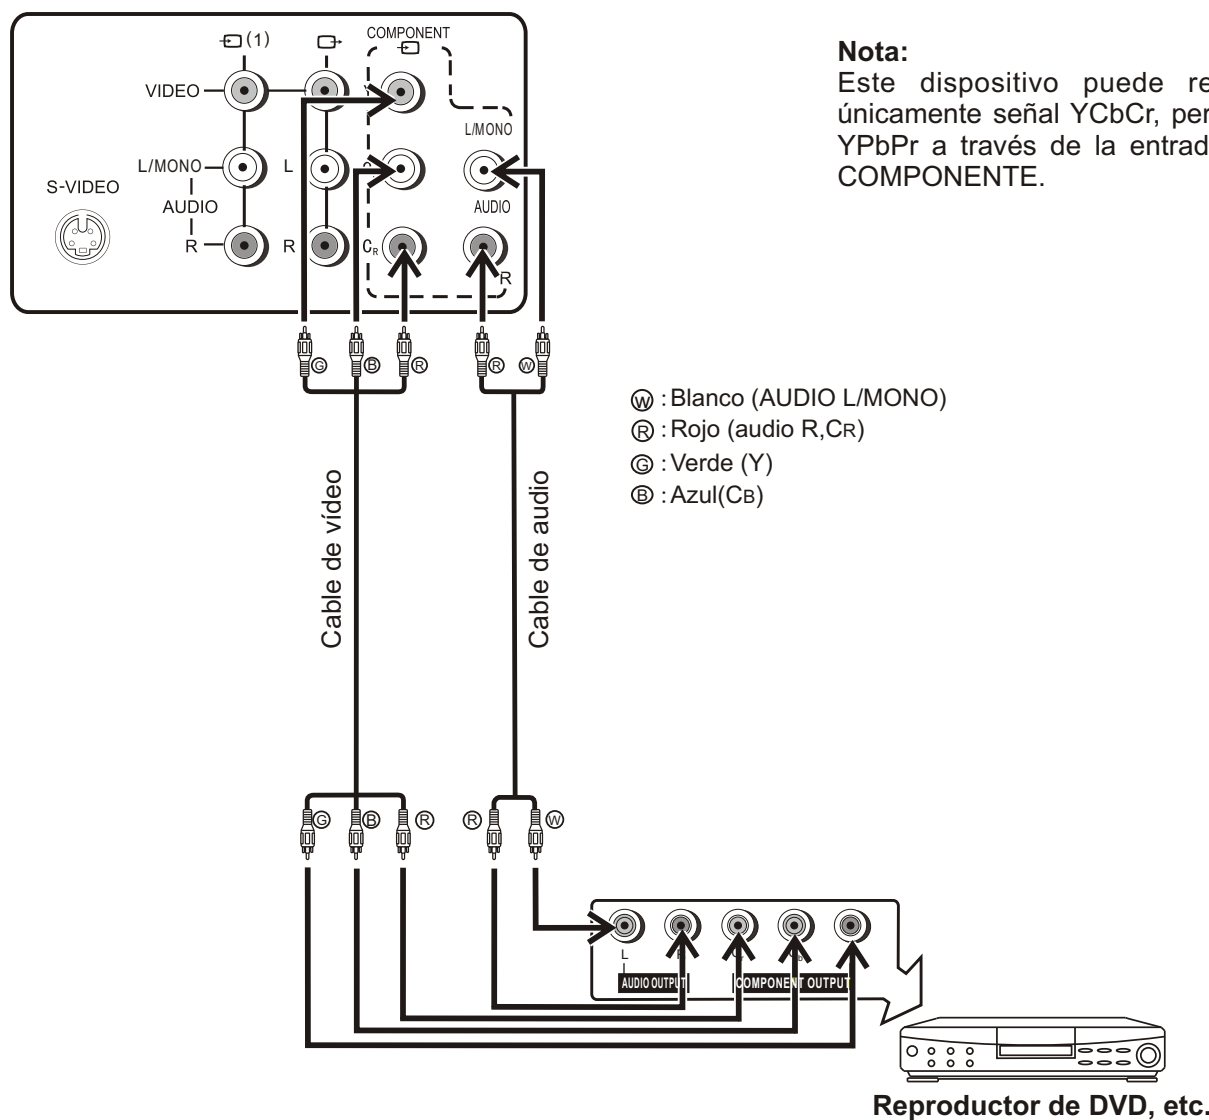 (1)
COMPONENT
VIDEO
L/MONO
L
L/MONO
S-VIDEO
AUDIO
AUDIO
R
R
CR
R
Nota:
Este dispositivo puede re
únicamente señal YCbCr, per
YPbPr a través de la entrad
COMPONENTE.
G
B
R
R
W
W : Blanco (AUDIO L/MONO)
R : Rojo (audio R,CR)
G : Verde (Y)
B : Azul(CB)
Cable de vídeo
Cable de audio
G
B
R
R
W
L
AUDIO OUTPUT
COMPONENT OUTPUT
Reproductor de DVD, etc.